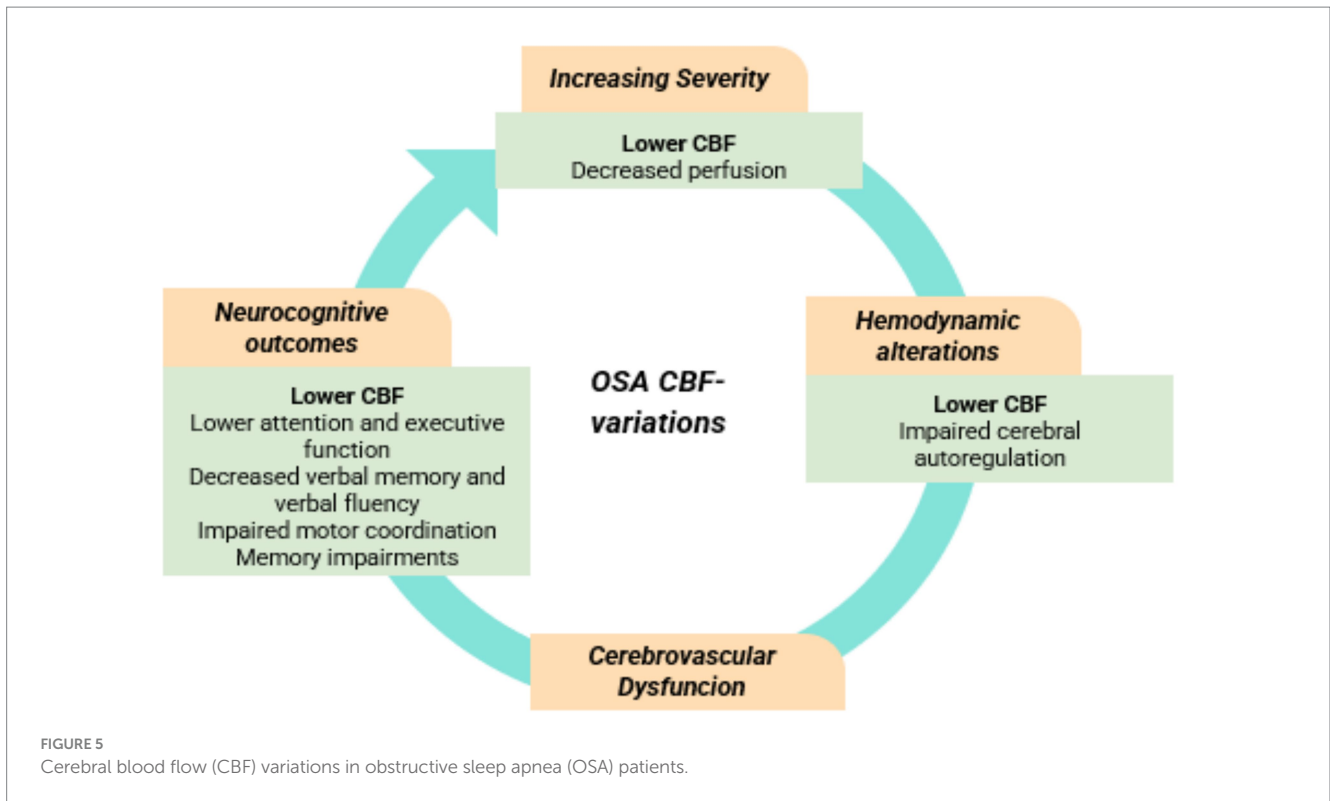 Increasing Severity
Lower CBF
Decreased perfusion
Neurocognitive
outcomes
Lower CBF
Lower attention and executive
function
Decreased verbal memory and
verbal fluency
Impaired motor coordination
Memory impairments
OSA CBF-
variations
Hemodynamic
alterations
Lower CBF
Impaired cerebral
autoregulation
Cerebrovascular
Dysfuncion
FIGURE 5
Cerebral blood flow (CBF) variations in obstructive sleep apnea (OSA) patients.